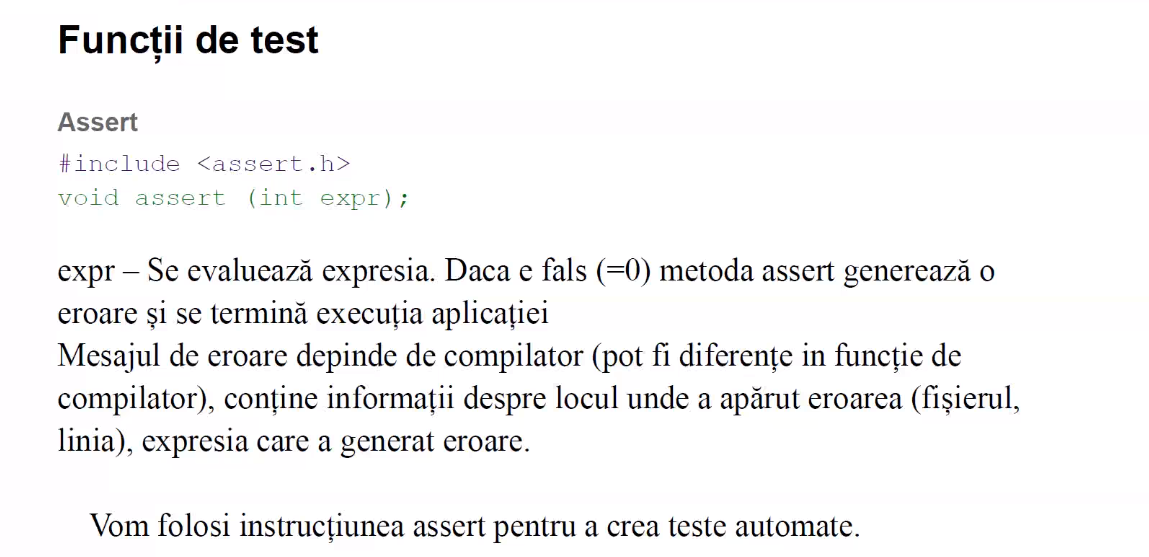 Funcții de test
Assert
#include <assert.h>
void assert (int expr);
expr – Se evaluează expresia. Daca e fals (=0) metoda assert generează o
eroare și se termină execuția aplicației
Mesajul de eroare depinde de compilator (pot fi diferențe in funcție de
compilator), conține informații despre locul unde a apărut eroarea (fișierul,
linia), expresia care a generat eroare.
Vom folosi instrucțiunea assert pentru a crea teste automate.